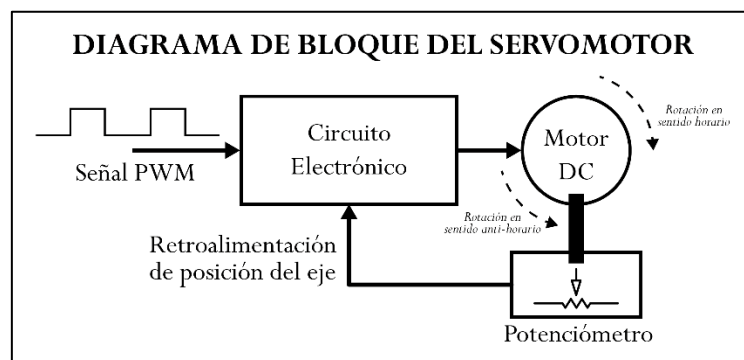 DIAGRAMA DE BLOQUE DEL SERVOMOTOR
Señal PWM
Circuito
Electrónico
Motor
DC
Rotación en
sentido horario
Rotación en
sentido anti-horario
Retroalimentación
de posición del eje
Potenciómetro